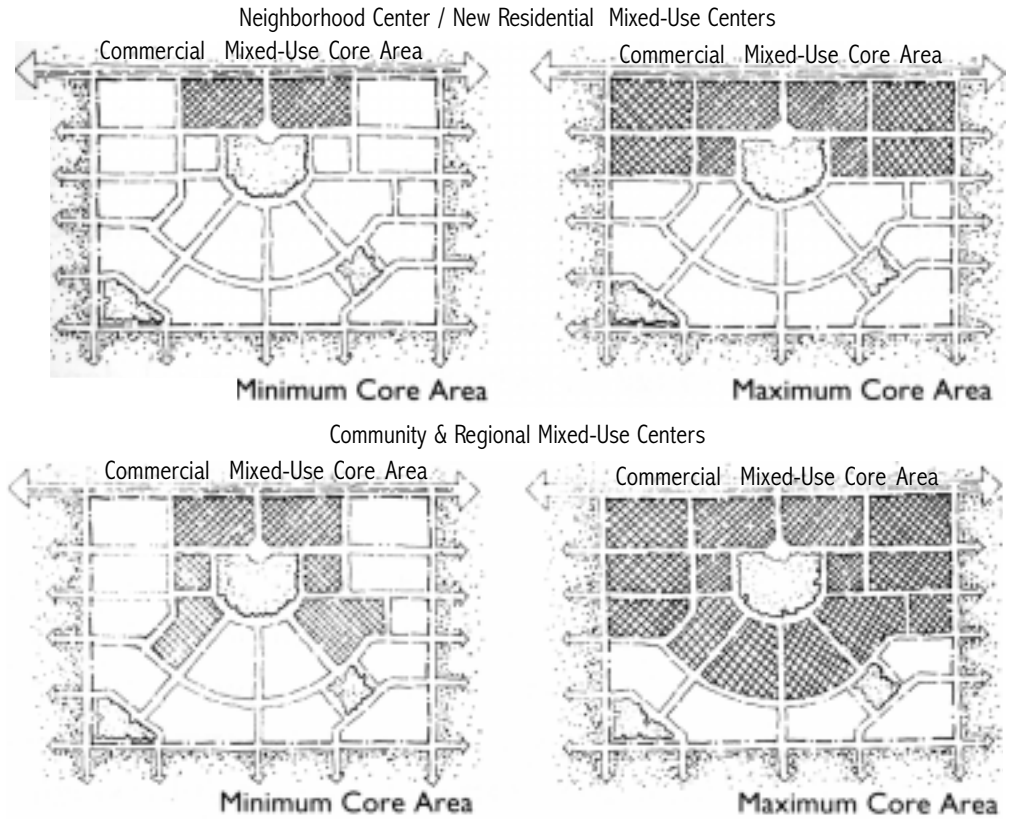 Neighborhood Center / New Residential Mixed-Use Centers
Commercial Mixed-Use Core Area
Commercial Mixed-Use Core Area
Minimum Core Area
Maximum Core Area
Community & Regional Mixed-Use Centers
Commercial Mixed-Use Core Area
Commercial Mixed-Use Core Area
Minimum Core Area
Maximum Core Area